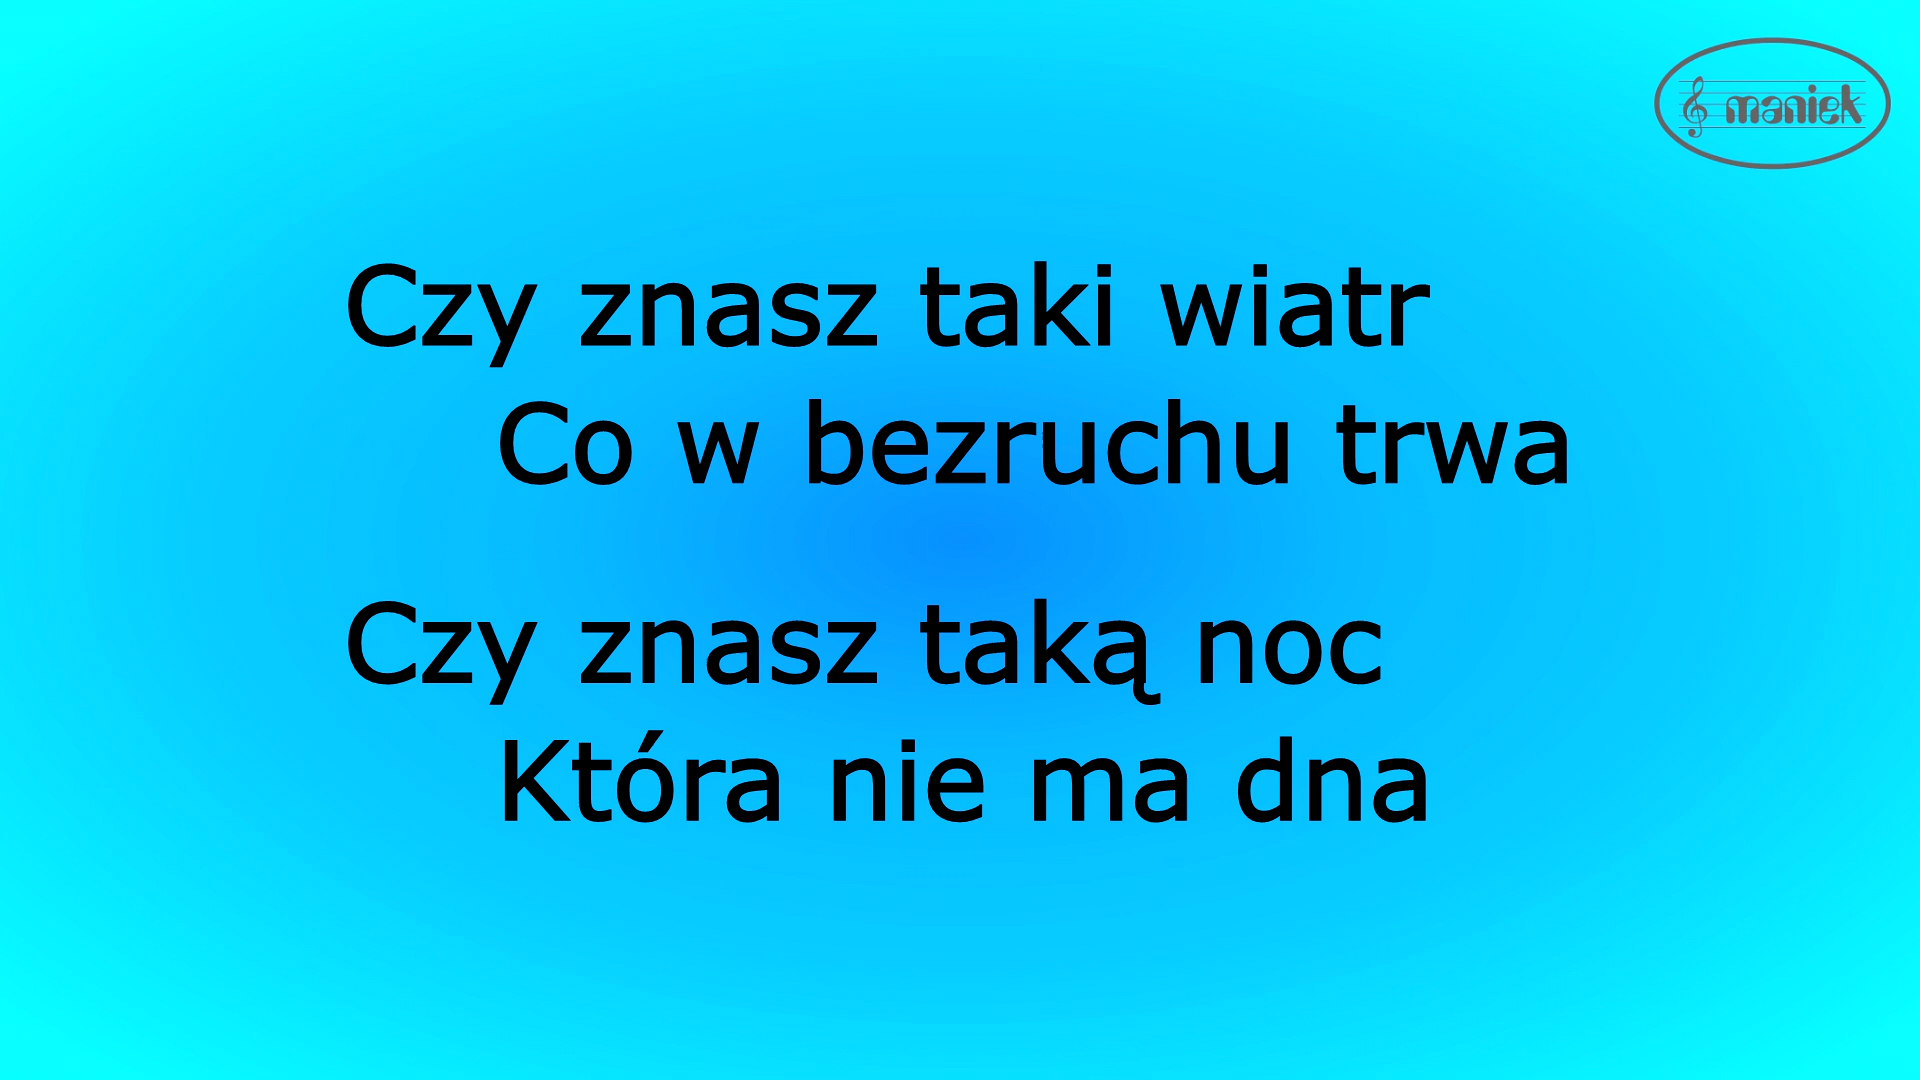 maniek
Czy znasz taki wiatr
Co w bezruchu trwa
Czy znasz taką noc
Która nie ma dna